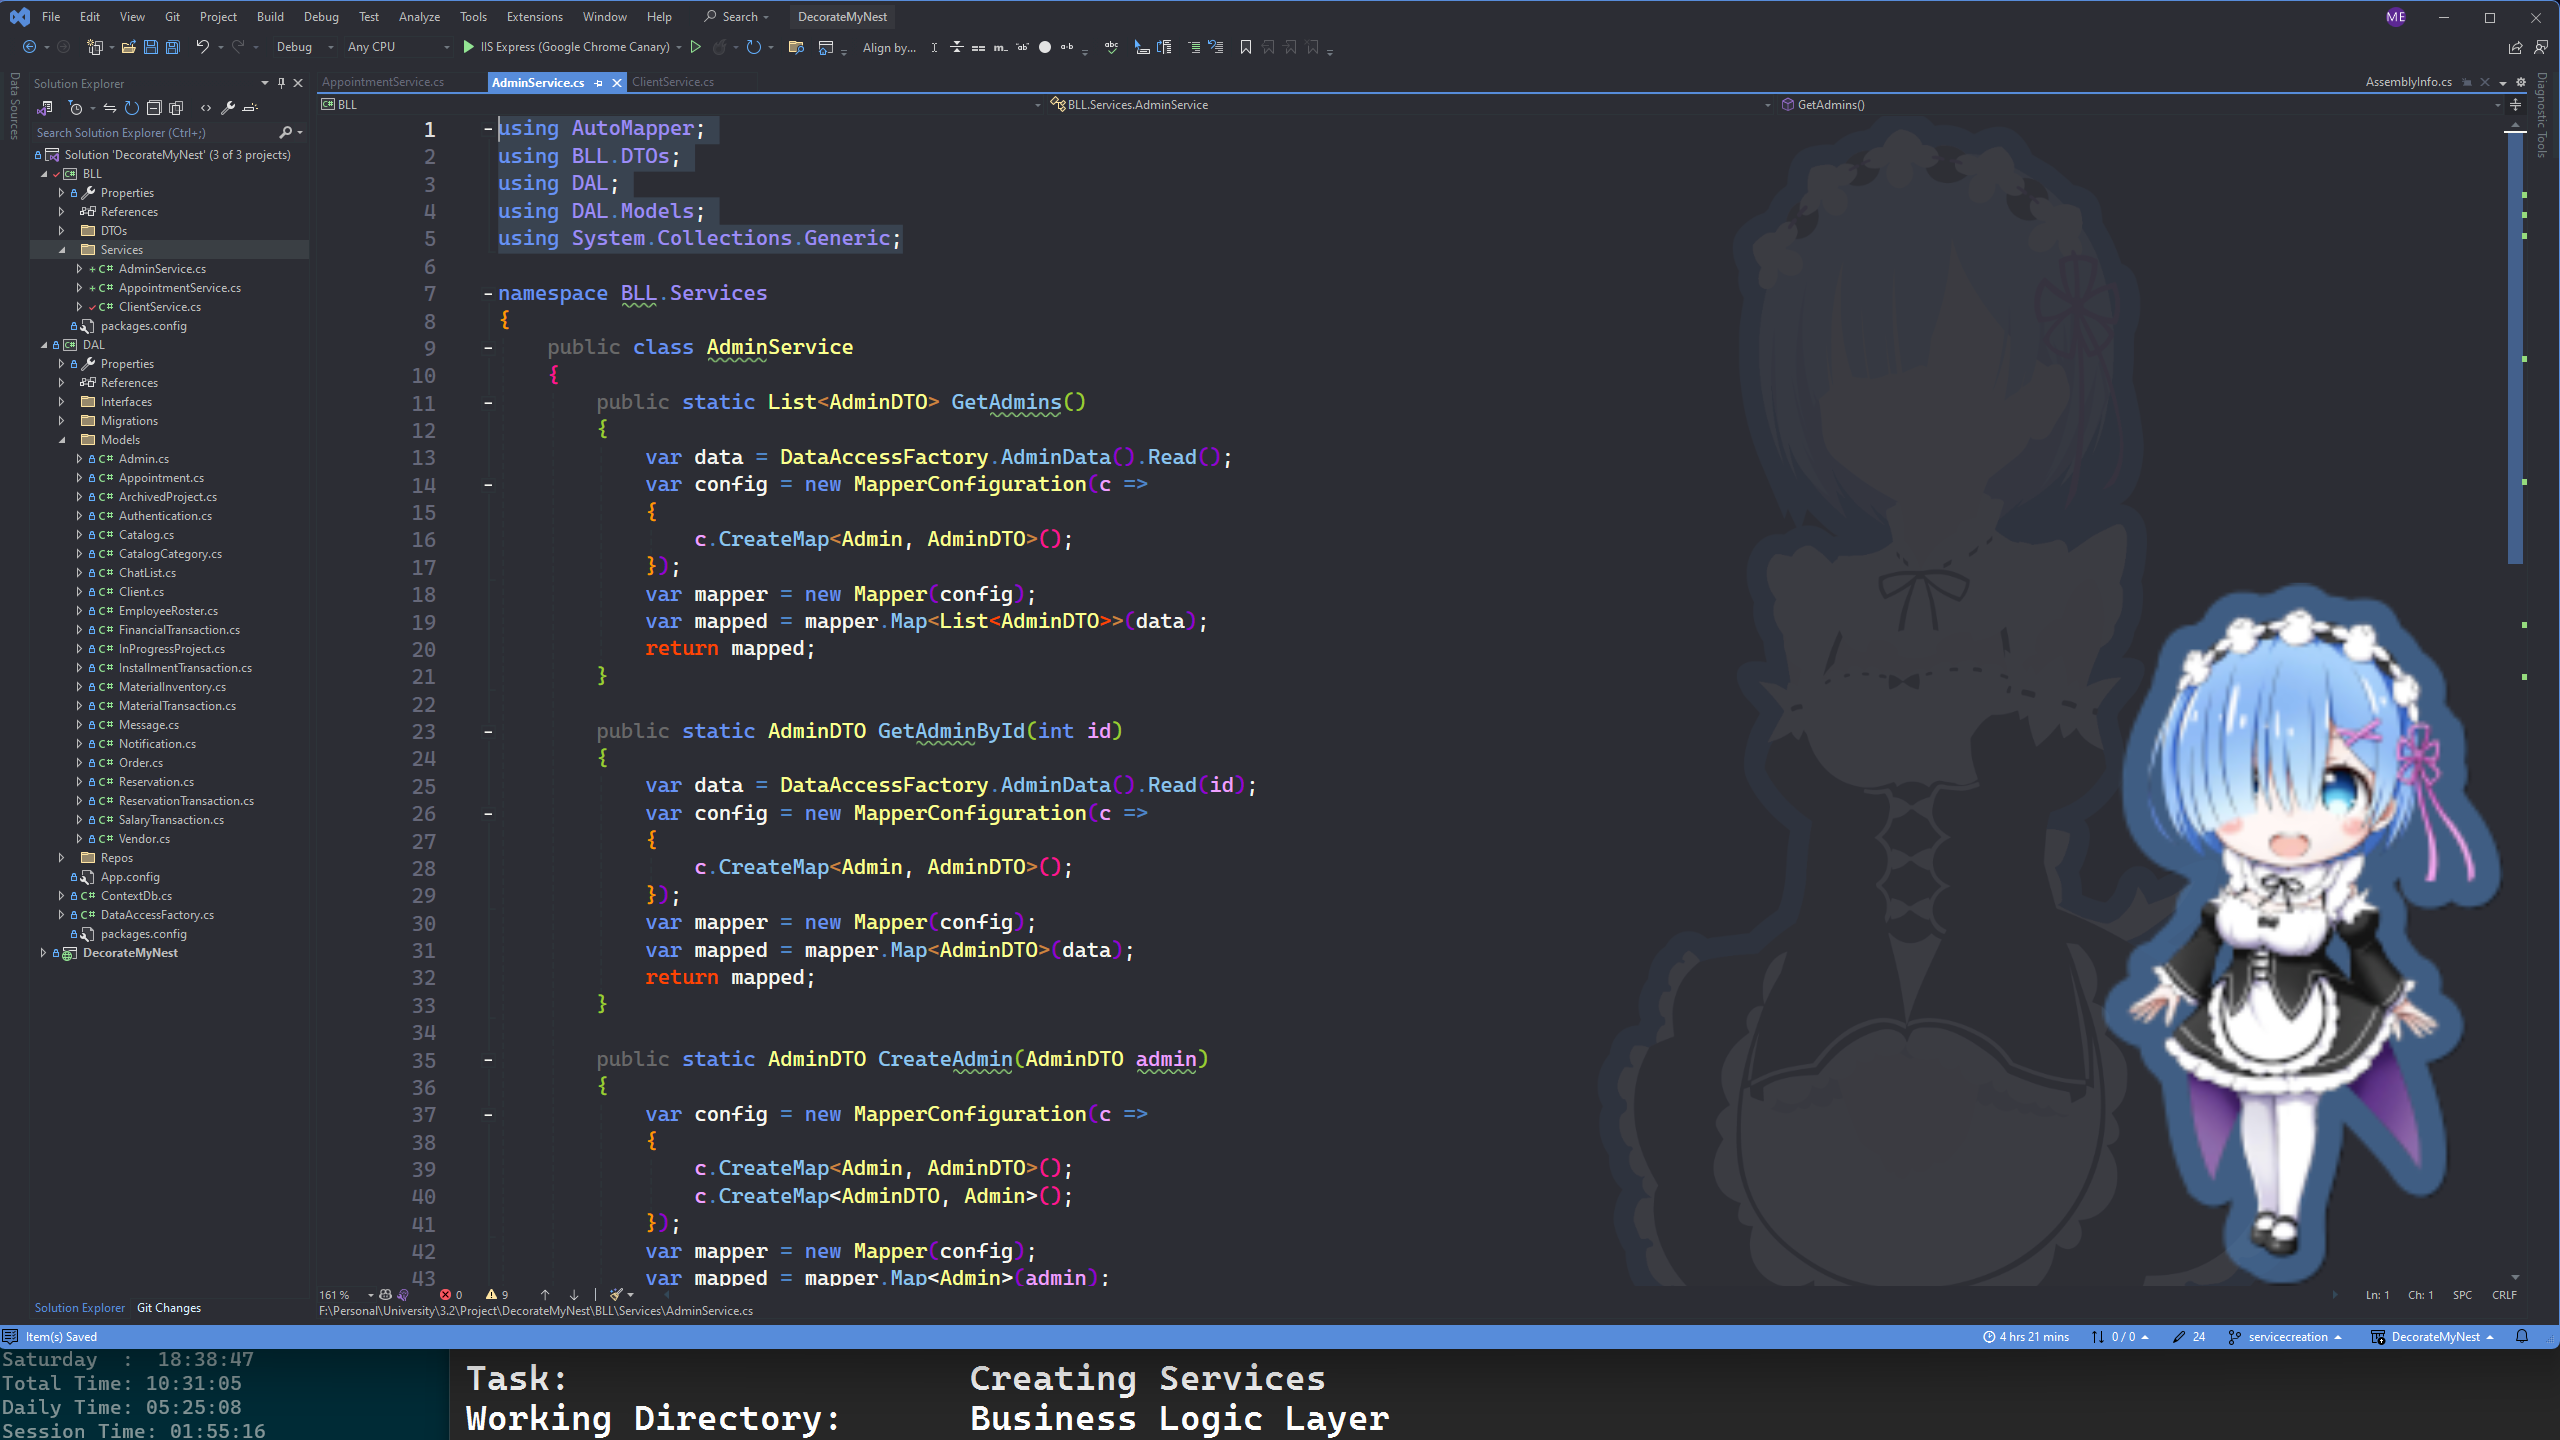 File Edit View Git Project Build Debug Test Analyze Tools Extensions Window Help Search DecorateMyNest ME
Debug Any CPU IIS Express (Google Chrome Canary) Align by...
Data Sources
Solution Explorer
Search Solution Explorer (Ctrl+;)
Solution 'DecorateMyNest' (3 of 3 projects)
BLL
Properties
References
DTOs
Services
AdminService.cs
AppointmentService.cs
ClientService.cs
packages.config
DAL
Properties
References
Interfaces
Migrations
Models
Admin.cs
Appointment.cs
ArchivedProject.cs
Authentication.cs
Catalog.cs
CatalogCategory.cs
ChatList.cs
Client.cs
EmployeeRoster.cs
FinancialTransaction.cs
InProgressProject.cs
InstallmentTransaction.cs
MaterialInventory.cs
MaterialTransaction.cs
Message.cs
Notification.cs
Order.cs
Reservation.cs
ReservationTransaction.cs
SalaryTransaction.cs
Vendor.cs
Repos
App.config
ContextDb.cs
DataAccessFactory.cs
packages.config
DecorateMyNest
Solution Explorer Git Changes
AppointmentService.cs AdminService.cs ClientService.cs AssemblyInfo.cs
BLL BLL.Services.AdminService GetAdmins()
Diagnostic Tools
1 using AutoMapper;
2 using BLL.DTOs;
3 using DAL;
4 using DAL.Models;
5 using System.Collections.Generic;
6
7 namespace BLL.Services
8 {
9 public class AdminService
10 {
11 public static List<AdminDTO> GetAdmins()
12 {
13 var data = DataAccessFactory.AdminData().Read();
14 var config = new MapperConfiguration(c =>
15 {
16 c.CreateMap<Admin, AdminDTO>();
17 });
18 var mapper = new Mapper(config);
19 var mapped = mapper.Map<List<AdminDTO>>(data);
20 return mapped;
21 }
22
23 public static AdminDTO GetAdminById(int id)
24 {
25 var data = DataAccessFactory.AdminData().Read(id);
26 var config = new MapperConfiguration(c =>
27 {
28 c.CreateMap<Admin, AdminDTO>();
29 });
30 var mapper = new Mapper(config);
31 var mapped = mapper.Map<AdminDTO>(data);
32 return mapped;
33 }
34
35 public static AdminDTO CreateAdmin(AdminDTO admin)
36 {
37 var config = new MapperConfiguration(c =>
38 {
39 c.CreateMap<Admin, AdminDTO>();
40 c.CreateMap<AdminDTO, Admin>();
41 });
42 var mapper = new Mapper(config);
43 var mapped = mapper.Map<Admin>(admin);
161 % 0 9 Ln: 1 Ch: 1 SPC CRLF
F:\Personal\University\3.2\Project\DecorateMyNest\BLL\Services\AdminService.cs
Item(s) Saved 4 hrs 21 mins 0 / 0 24 servicecreation DecorateMyNest
Saturday : 18:38:47
Total Time: 10:31:05
Daily Time: 05:25:08
Session Time: 01:55:16
Task: Creating Services
Working Directory: Business Logic Layer